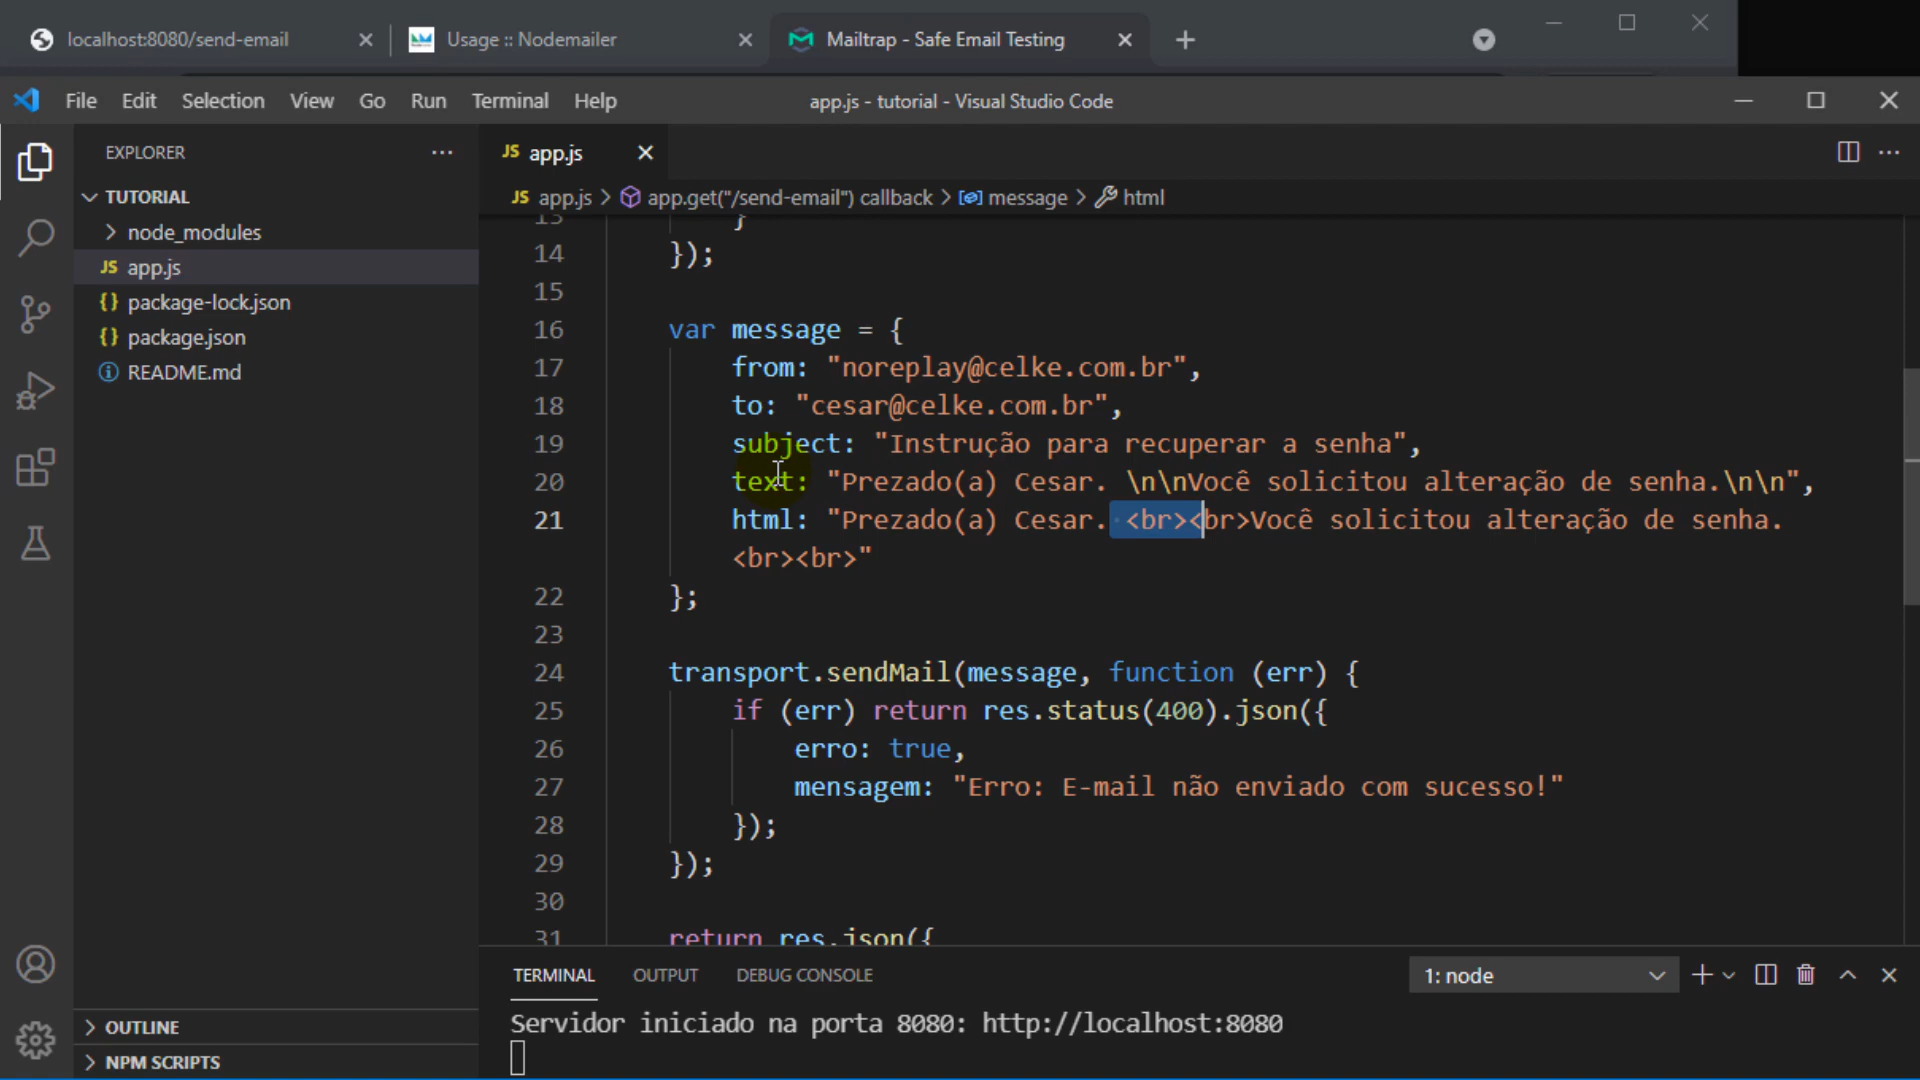 localhost:8080/send-email
Usage :: Nodemailer
Mailtrap - Safe Email Testing
File Edit Selection View Go Run Terminal Help
app.js - tutorial - Visual Studio Code
EXPLORER
TUTORIAL
node_modules
JS app.js
{} package-lock.json
{} package.json
README.md
OUTLINE
NPM SCRIPTS
JS app.js
JS app.js > app.get("/send-email") callback > message > html
13 }
14 });
15
16 var message = {
17 from: "noreplay@celke.com.br",
18 to: "cesar@celke.com.br",
19 subject: "Instrução para recuperar a senha",
20 text: "Prezado(a) Cesar. \n\nVocê solicitou alteração de senha.\n\n",
21 html: "Prezado(a) Cesar. <br><br>Você solicitou alteração de senha.
<br><br>"
22 };
23
24 transport.sendMail(message, function (err) {
25 if (err) return res.status(400).json({
26 erro: true,
27 mensagem: "Erro: E-mail não enviado com sucesso!"
28 });
29 });
30
31 return res.json({
TERMINAL OUTPUT DEBUG CONSOLE
1: node
Servidor iniciado na porta 8080: http://localhost:8080